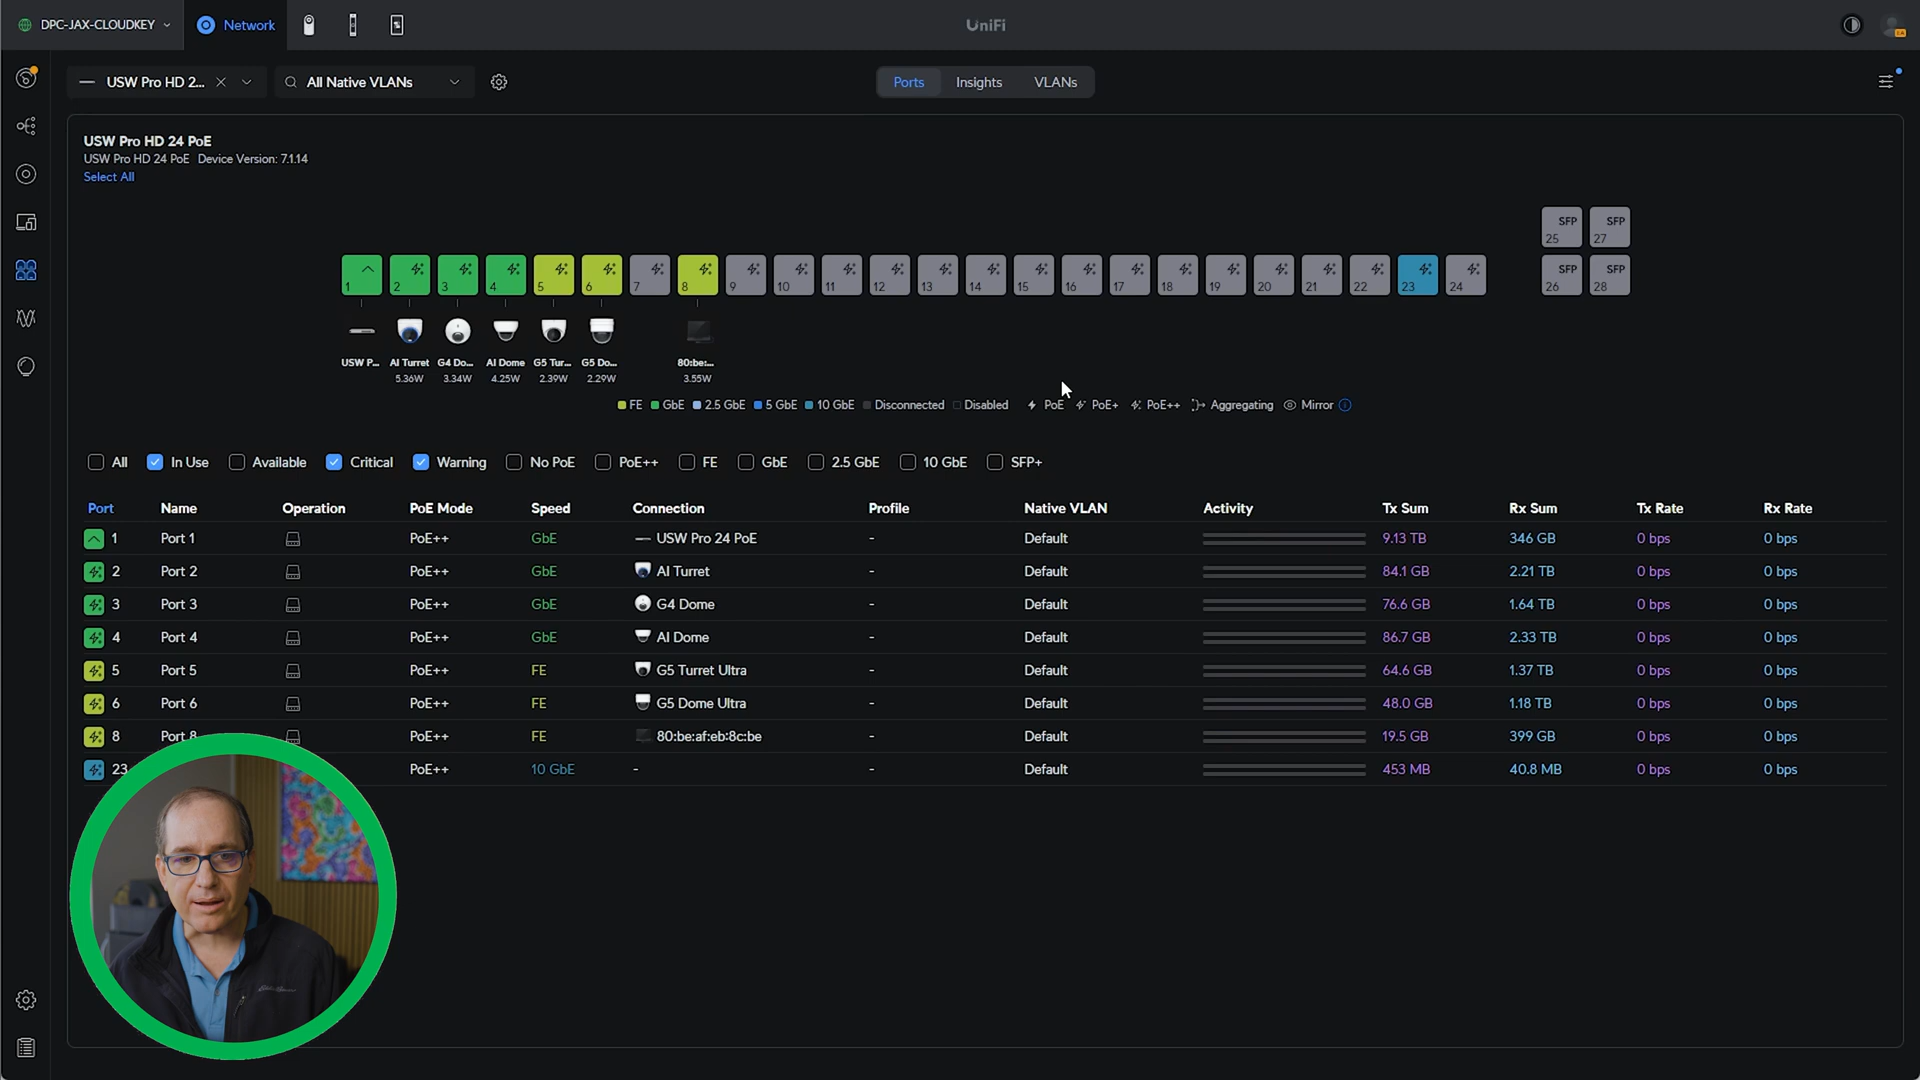 DPC-JAX-CLOUDKEY
Network
UniFi
USW Pro HD 2...
All Native VLANs
Ports
Insights
VLANs
USW Pro HD 24 PoE
USW Pro HD 24 PoE Device Version: 7.1.14
Select All
SFP 25
SFP 27
1 2 3 4 5 6 7 8 9 10 11 12 13 14 15 16 17 18 19 20 21 22 23 24
SFP 26
SFP 28
USW P... AI Turret G4 Do... AI Dome G5 Tur... G5 Do... 80:be:...
5.36W 3.34W 4.25W 2.39W 2.29W 3.55W
FE GbE 2.5 GbE 5 GbE 10 GbE Disconnected Disabled PoE PoE+ PoE++ Aggregating Mirror
All In Use Available Critical Warning No PoE PoE++ FE GbE 2.5 GbE 10 GbE SFP+
Port Name Operation PoE Mode Speed Connection Profile Native VLAN Activity Tx Sum Rx Sum Tx Rate Rx Rate
1 Port 1 PoE++ GbE USW Pro 24 PoE - Default 9.13 TB 346 GB 0 bps 0 bps
2 Port 2 PoE++ GbE AI Turret - Default 84.1 GB 2.21 TB 0 bps 0 bps
3 Port 3 PoE++ GbE G4 Dome - Default 76.6 GB 1.64 TB 0 bps 0 bps
4 Port 4 PoE++ GbE AI Dome - Default 86.7 GB 2.33 TB 0 bps 0 bps
5 Port 5 PoE++ FE G5 Turret Ultra - Default 64.6 GB 1.37 TB 0 bps 0 bps
6 Port 6 PoE++ FE G5 Dome Ultra - Default 48.0 GB 1.18 TB 0 bps 0 bps
8 Port 8 PoE++ FE 80:be:af:eb:8c:be - Default 19.5 GB 399 GB 0 bps 0 bps
23 PoE++ 10 GbE - - Default 453 MB 40.8 MB 0 bps 0 bps